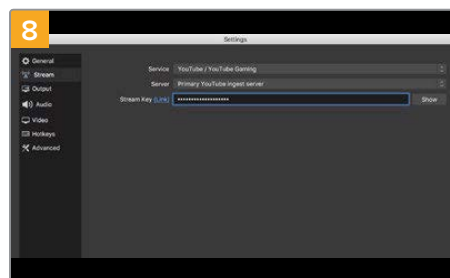 8
Settings
General
Stream
Output
Audio
Video
Hotkeys
Advanced
Service YouTube / YouTube Gaming
Server Primary YouTube ingest server
Stream Key (Link) •••••••••••••••••••• Show